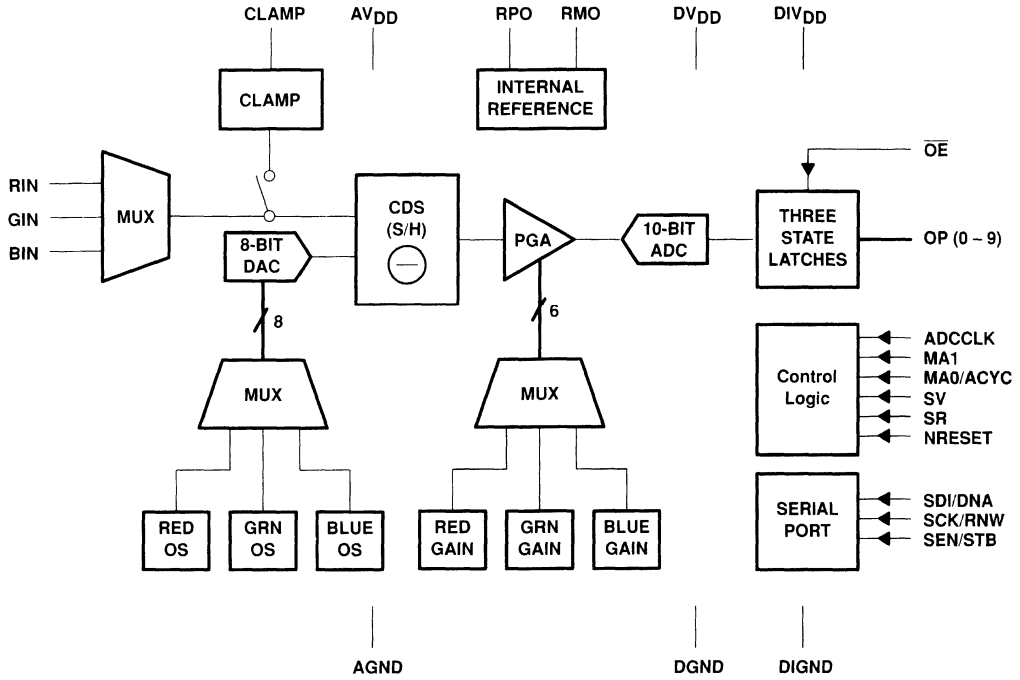 CLAMP
AVDD
RPO
RMO
DVDD
DIVDD
CLAMP
INTERNAL
REFERENCE
OE
RIN
GIN
BIN
MUX
CDS
(S/H)
8-BIT
DAC
PGA
10-BIT
ADC
THREE
STATE
LATCHES
OP (0 ~ 9)
8
6
MUX
MUX
Control
Logic
ADCCLK
MA1
MA0/ACYC
SV
SR
NRESET
RED
OS
GRN
OS
BLUE
OS
RED
GAIN
GRN
GAIN
BLUE
GAIN
SERIAL
PORT
SDI/DNA
SCK/RNW
SEN/STB
AGND
DGND
DIGND